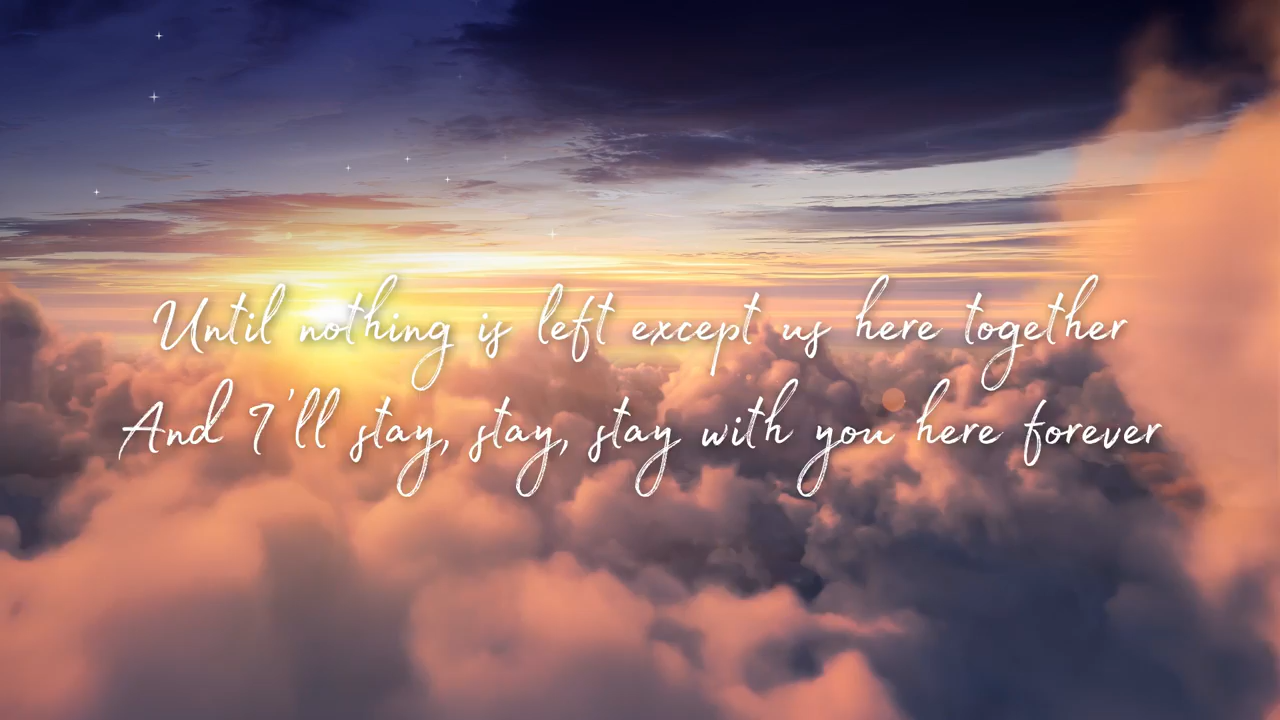 Until nothing is left except us here together
And I'll stay, stay, stay with you here forever